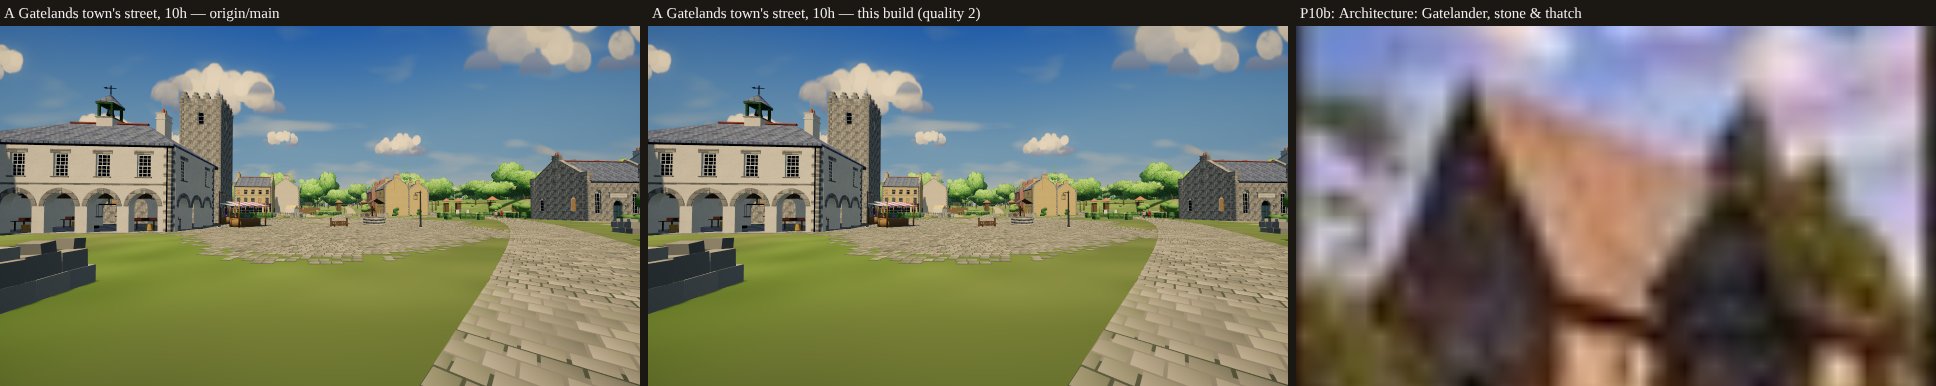 A Gatelands town's street, 10h — origin/main
A Gatelands town's street, 10h — this build (quality 2)
P10b: Architecture: Gatelander, stone & thatch